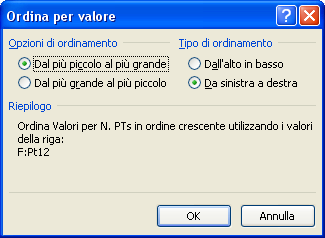 Ordina per valore
Opzioni di ordinamento
Tipo di ordinamento
Dal più piccolo al più grande
Dall'alto in basso
Dal più grande al più piccolo
Da sinistra a destra
Riepilogo
Ordina Valori per N. PTs in ordine crescente utilizzando i valori
della riga:
F:Pt12
OK
Annulla